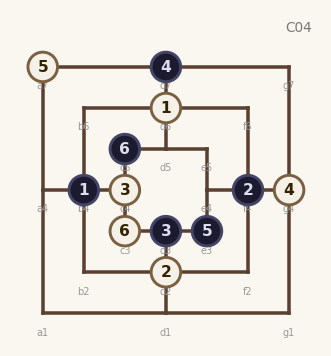 C04
5 4
a7 d7 g7
1
b6 d6 f6
6
c5 d5 e5
1 3 2 4
a4 b4 c4 e4 f4 g4
6 3 5
c3 d3 e3
2
b2 d2 f2
a1 d1 g1